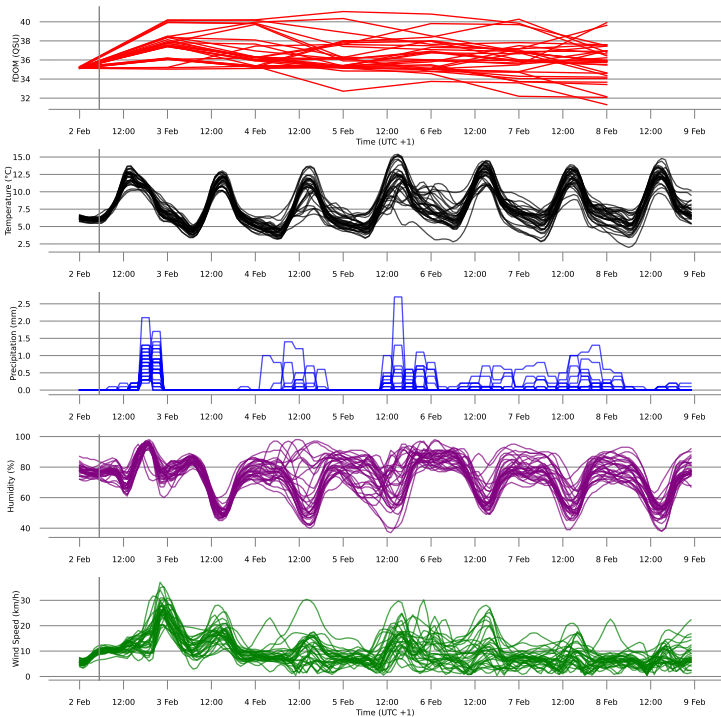 fDOM (QSU)
40
38
36
34
32
2 Feb 12:00 3 Feb 12:00 4 Feb 12:00 5 Feb 12:00 6 Feb 12:00 7 Feb 12:00 8 Feb 12:00 9 Feb
Time (UTC +1)
Temperature (°C)
15.0
12.5
10.0
7.5
5.0
2.5
2 Feb 12:00 3 Feb 12:00 4 Feb 12:00 5 Feb 12:00 6 Feb 12:00 7 Feb 12:00 8 Feb 12:00 9 Feb
Precipitation (mm)
2.5
2.0
1.5
1.0
0.5
0.0
2 Feb 12:00 3 Feb 12:00 4 Feb 12:00 5 Feb 12:00 6 Feb 12:00 7 Feb 12:00 8 Feb 12:00 9 Feb
Humidity (%)
100
80
60
40
2 Feb 12:00 3 Feb 12:00 4 Feb 12:00 5 Feb 12:00 6 Feb 12:00 7 Feb 12:00 8 Feb 12:00 9 Feb
Wind Speed (km/h)
30
20
10
0
2 Feb 12:00 3 Feb 12:00 4 Feb 12:00 5 Feb 12:00 6 Feb 12:00 7 Feb 12:00 8 Feb 12:00 9 Feb
Time (UTC +1)